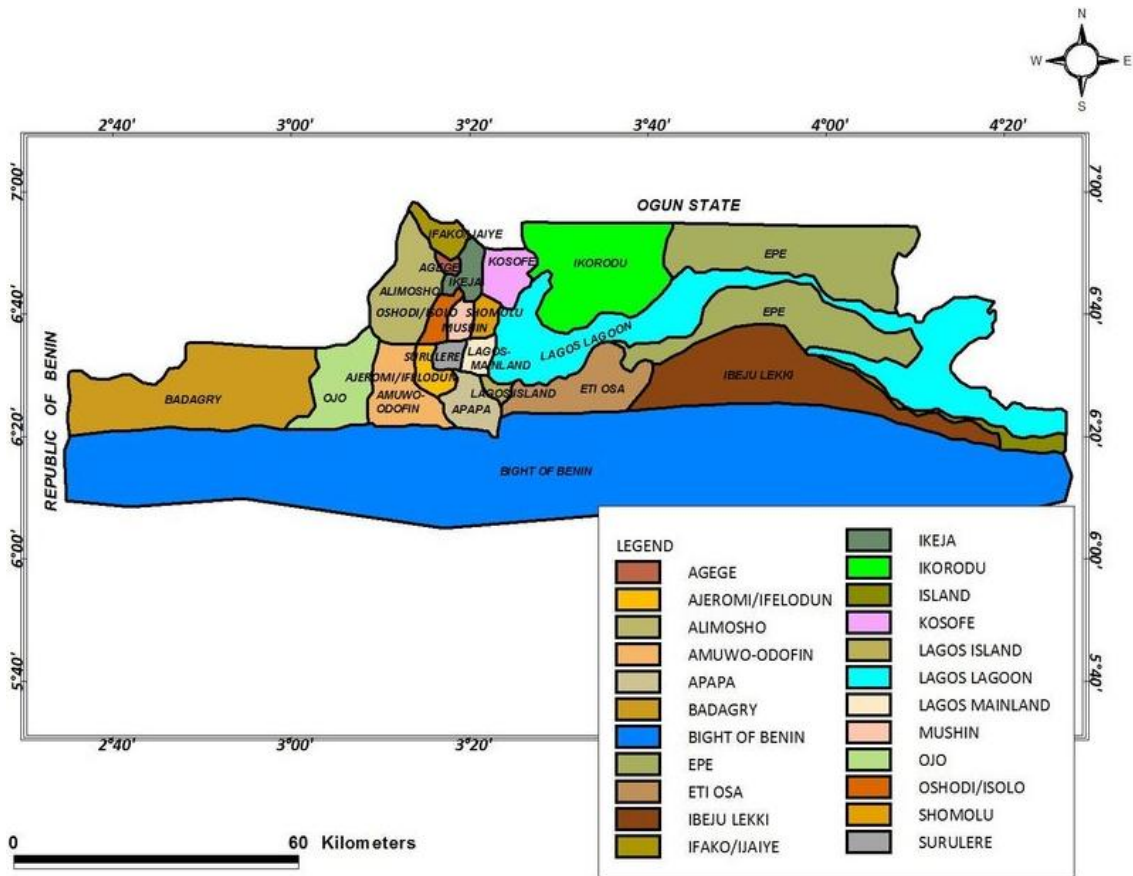 N
W E
S
2°40' 3°00' 3°20' 3°40' 4°00' 4°20'
7°00' 7°00'
OGUN STATE
IFAKO/IJAIYE
KOSOFE
EPE
AGEGE
IKORODU
IKEJA
ALIMOSHO
6°40' 6°40'
OSHODI/ISOLO SHOMOLU
EPE
MUSHIN
LAGOS LAGOON
SURULERE
LAGOS-
MAINLAND
AJEROMI/IFELODUN
IBEJU LEKKI
ETI OSA
LAGOS ISLAND
AMUWO-
ODOFIN
OJO
BADAGRY
APAPA
REPUBLIC OF BENIN
6°20' 6°20'
BIGHT OF BENIN
6°00' 6°00'
5°40' 5°40'
2°40' 3°00' 3°20'
LEGEND
AGEGE
AJEROMI/IFELODUN
ALIMOSHO
AMUWO-ODOFIN
APAPA
BADAGRY
BIGHT OF BENIN
EPE
ETI OSA
IBEJU LEKKI
IFAKO/IJAIYE
IKEJA
IKORODU
ISLAND
KOSOFE
LAGOS ISLAND
LAGOS LAGOON
LAGOS MAINLAND
MUSHIN
OJO
OSHODI/ISOLO
SHOMOLU
SURULERE
0 60 Kilometers